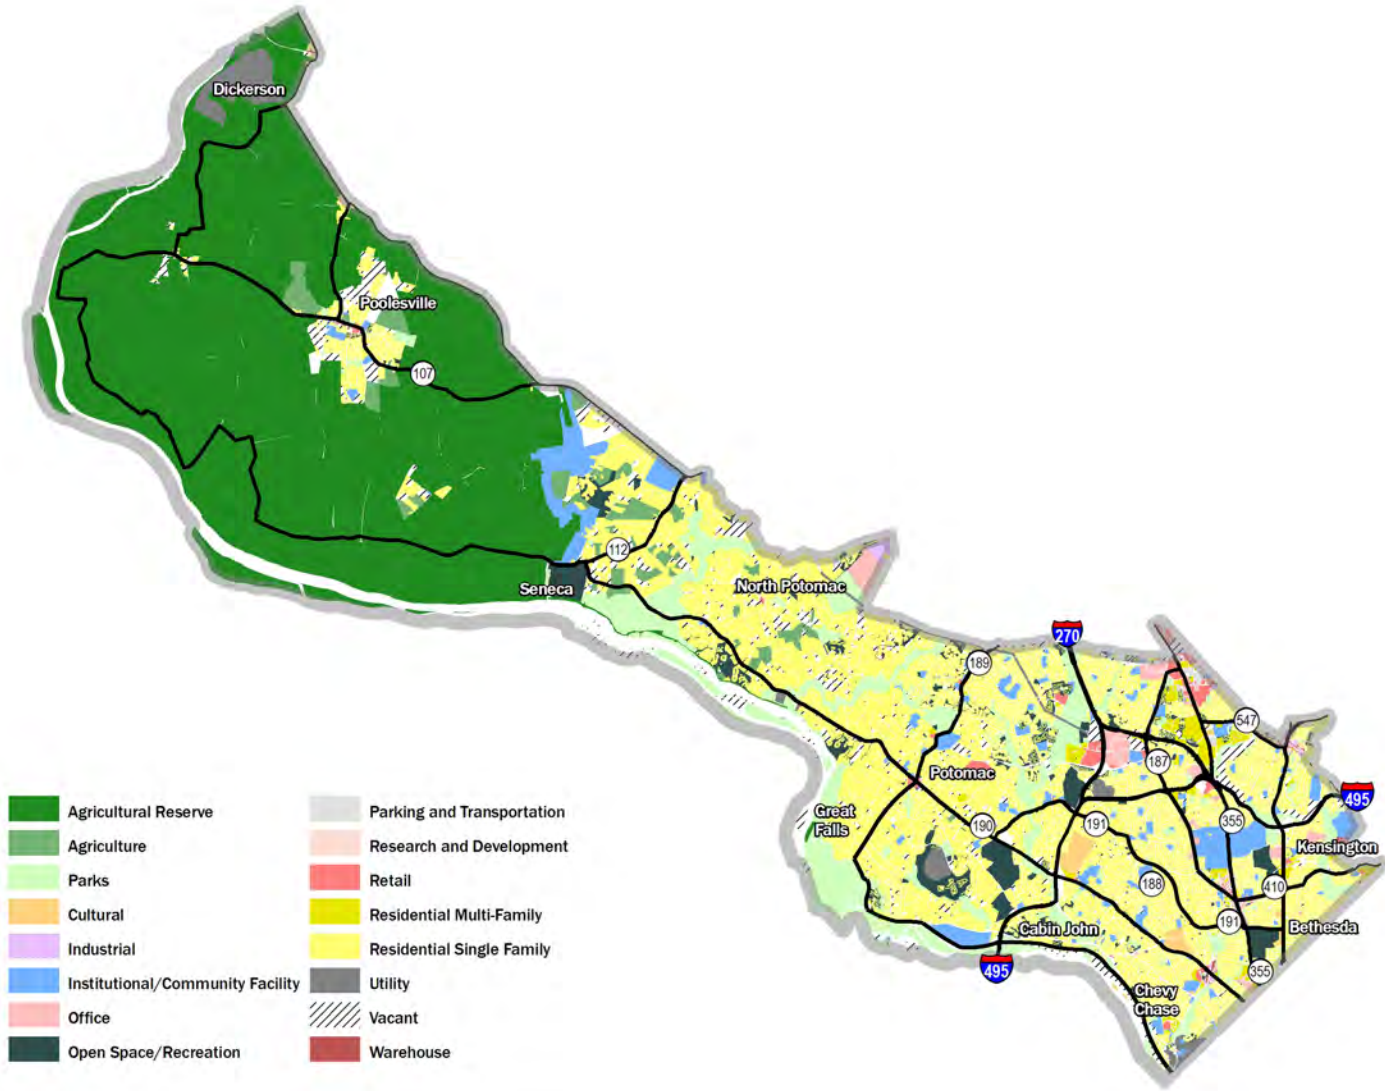 Dickerson
Poolesville
107
112
Seneca
North Potomac
270
189
547
187
Potomac
495
Great
Falls
190
191
355
Kensington
188
410
191
Bethesda
Cabin John
495
355
Chevy
Chase
Agricultural Reserve
Agriculture
Parks
Cultural
Industrial
Institutional/Community Facility
Office
Open Space/Recreation
Parking and Transportation
Research and Development
Retail
Residential Multi-Family
Residential Single Family
Utility
Vacant
Warehouse